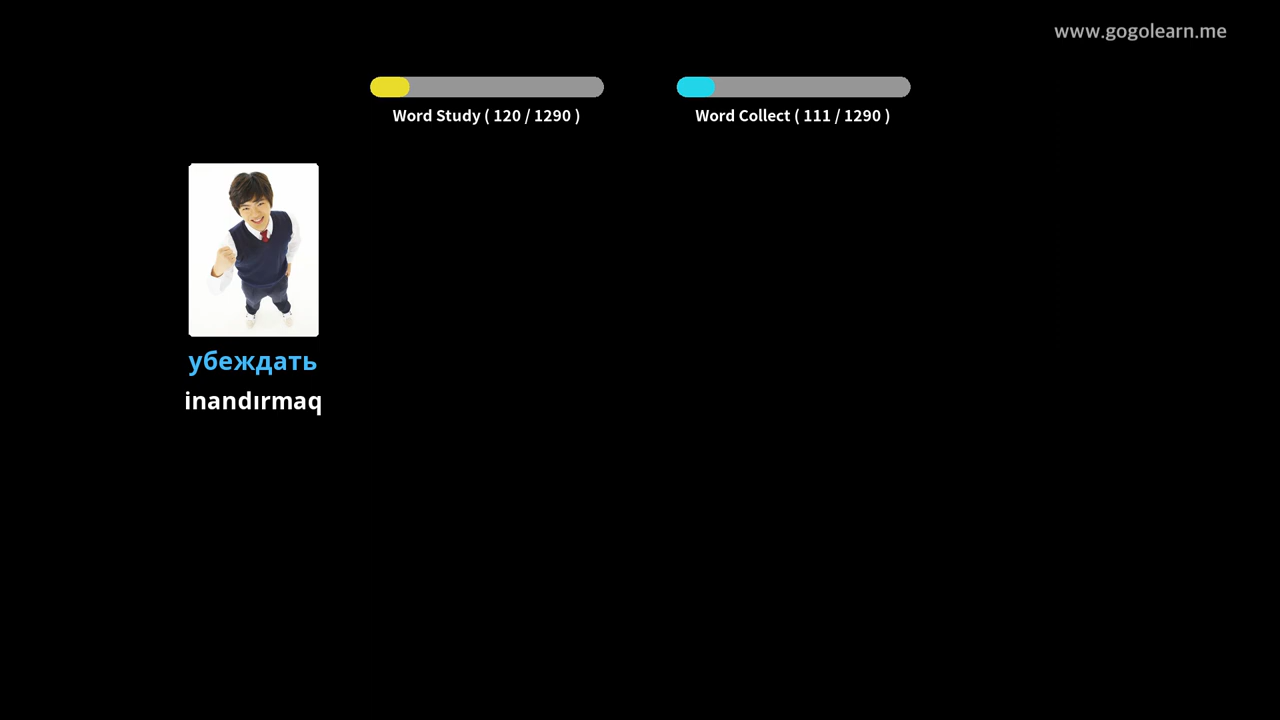 www.gogolearn.me
Word Study ( 120 / 1290 )
Word Collect ( 111 / 1290 )
убеждать
inandırmaq